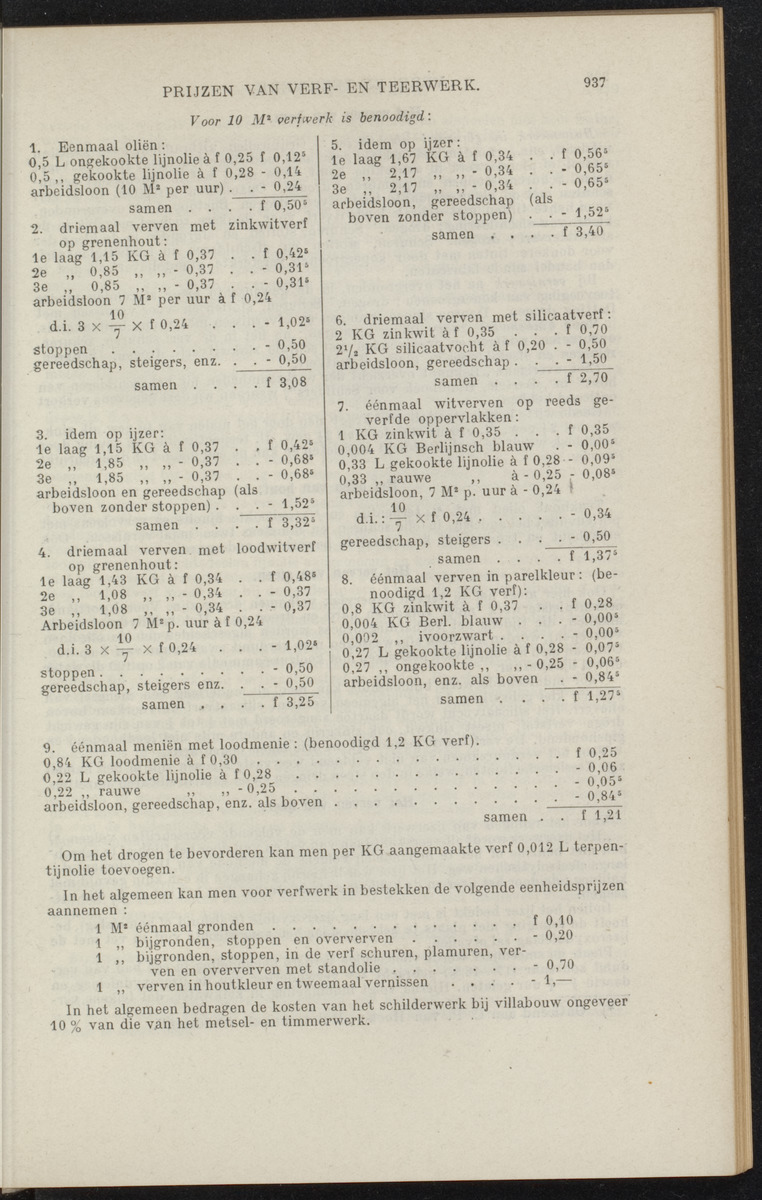 PRIJZEN VAN VERF- EN TEERWERK. 937
Voor 10 M² verfwerk is benoodigd:
1. Eenmaal oliën:
0,5 L ongekookte lijnolie à f 0,25 f 0,12⁵
0,5 ,, gekookte lijnolie à f 0,28 - 0,14
arbeidsloon (10 M² per uur) . . - 0,24
samen . . . . f 0,50⁵
2. driemaal verven met zinkwitverf
op grenenhout:
1e laag 1,15 KG à f 0,37 . . f 0,42⁵
2e ,, 0,85 ,, ,, - 0,37 . . - 0,31⁵
3e ,, 0,85 ,, ,, - 0,37 . . - 0,31⁵
arbeidsloon 7 M² per uur à f 0,24
d.i. 3 × 10/7 × f 0,24 . . . - 1,02⁵
stoppen . . . . . . . . - 0,50
gereedschap, steigers, enz. . . - 0,50
samen . . . . f 3,08
3. idem op ijzer:
1e laag 1,15 KG à f 0,37 . . f 0,42⁵
2e ,, 1,85 ,, ,, - 0,37 . . - 0,68⁵
3e ,, 1,85 ,, ,, - 0,37 . . - 0,68⁵
arbeidsloon en gereedschap (als
boven zonder stoppen) . . . - 1,52⁵
samen . . . . f 3,32⁵
4. driemaal verven met loodwitverf
op grenenhout:
1e laag 1,43 KG à f 0,34 . . f 0,48⁵
2e ,, 1,08 ,, ,, - 0,34 . . - 0,37
3e ,, 1,08 ,, ,, - 0,34 . . - 0,37
Arbeidsloon 7 M² p. uur à f 0,24
d.i. 3 × 10/7 × f 0,24 . . . - 1,02⁵
stoppen . . . . . . . . - 0,50
gereedschap, steigers enz. . . - 0,50
samen . . . . f 3,25
5. idem op ijzer:
1e laag 1,67 KG à f 0,34 . . f 0,56⁵
2e ,, 2,17 ,, ,, - 0,34 . . - 0,65⁵
3e ,, 2,17 ,, ,, - 0,34 . . - 0,65⁵
arbeidsloon, gereedschap (als
boven zonder stoppen) . . - 1,52⁵
samen . . . . f 3,40
6. driemaal verven met silicaatverf:
2 KG zinkwit à f 0,35 . . . f 0,70
2¹/₂ KG silicaatvocht à f 0,20 . - 0,50
arbeidsloon, gereedschap . . . - 1,50
samen . . . . f 2,70
7. éénmaal witverven op reeds ge-
verfde oppervlakken:
1 KG zinkwit à f 0,35 . . . f 0,35
0,004 KG Berlijnsch blauw . - 0,00⁵
0,33 L gekookte lijnolie à f 0,28 - 0,09⁵
0,33 ,, rauwe ,, à - 0,25 - 0,08⁵
arbeidsloon, 7 M² p. uur à - 0,24
d.i.: 10/7 × f 0,24 . . . . . - 0,34
gereedschap, steigers . . . . - 0,50
samen . . . . f 1,37⁵
8. éénmaal verven in parelkleur: (be-
noodigd 1,2 KG verf):
0,8 KG zinkwit à f 0,37 . . f 0,28
0,004 KG Berl. blauw . . . - 0,00⁵
0,002 ,, ivoorzwart . . . . - 0,00⁵
0,27 L gekookte lijnolie à f 0,28 - 0,07⁵
0,27 ,, ongekookte ,, ,, - 0,25 - 0,06⁵
arbeidsloon, enz. als boven . - 0,84⁵
samen . . . . f 1,27⁵
9. éénmaal meniën met loodmenie: (benoodigd 1,2 KG verf).
0,84 KG loodmenie à f 0,30 . . . . . . . . . . . . . . f 0,25
0,22 L gekookte lijnolie à f 0,28 . . . . . . . . . . . . - 0,06
0,22 ,, rauwe ,, ,, - 0,25 . . . . . . . . . . . . - 0,05⁵
arbeidsloon, gereedschap, enz. als boven . . . . . . . . . . - 0,84⁵
samen . . f 1,21
Om het drogen te bevorderen kan men per KG aangemaakte verf 0,012 L terpen-
tijnolie toevoegen.
In het algemeen kan men voor verfwerk in bestekken de volgende eenheidsprijzen
aannemen:
1 M² éénmaal gronden . . . . . . . . . . . . f 0,10
1 ,, bijgronden, stoppen en oververven . . . . . . - 0,20
1 ,, bijgronden, stoppen, in de verf schuren, plamuren, ver-
ven en oververven met standolie . . . . . . . - 0,70
1 ,, verven in houtkleur en tweemaal vernissen . . . . - 1,—
In het algemeen bedragen de kosten van het schilderwerk bij villabouw ongeveer
10 % van die van het metsel- en timmerwerk.